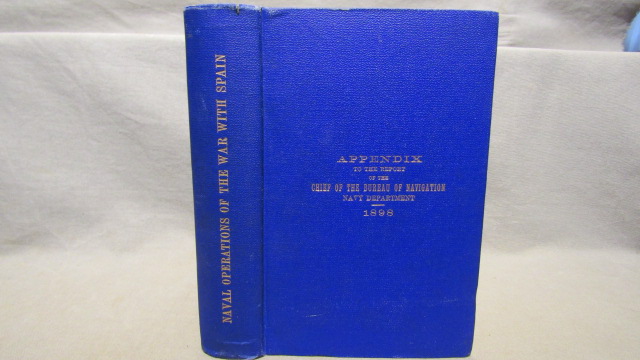 NAVAL OPERATIONS OF THE WAR WITH SPAIN
APPENDIX
TO THE REPORT
OF THE
CHIEF OF THE BUREAU OF NAVIGATION
NAVY DEPARTMENT
1898